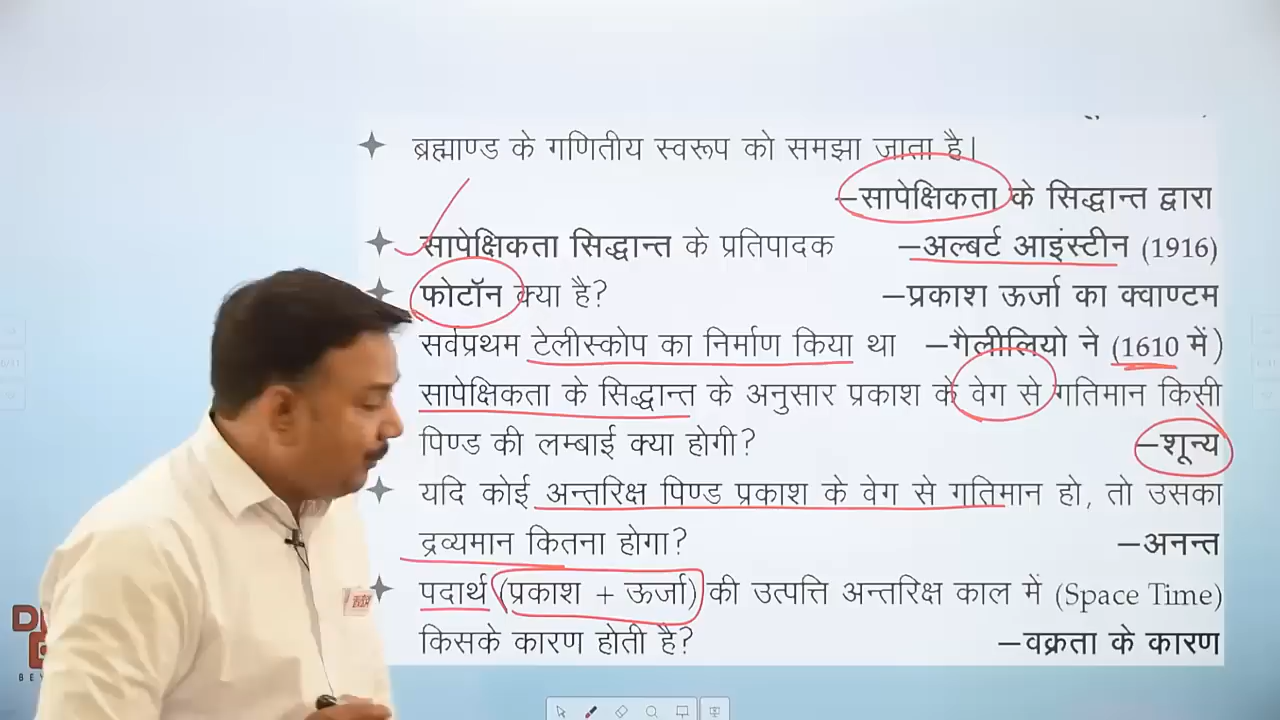 ब्रह्माण्ड के गणितीय स्वरूप को समझा जाता है।
–सापेक्षिकता के सिद्धान्त द्वारा
सापेक्षिकता सिद्धान्त के प्रतिपादक –अल्बर्ट आइंस्टीन (1916)
फोटॉन क्या है? –प्रकाश ऊर्जा का क्वाण्टम
सर्वप्रथम टेलीस्कोप का निर्माण किया था –गैलीलियो ने (1610 में)
सापेक्षिकता के सिद्धान्त के अनुसार प्रकाश के वेग से गतिमान किसी
पिण्ड की लम्बाई क्या होगी? –शून्य
यदि कोई अन्तरिक्ष पिण्ड प्रकाश के वेग से गतिमान हो, तो उसका
द्रव्यमान कितना होगा? –अनन्त
पदार्थ (प्रकाश + ऊर्जा) की उत्पत्ति अन्तरिक्ष काल में (Space Time)
किसके कारण होती है? –वक्रता के कारण